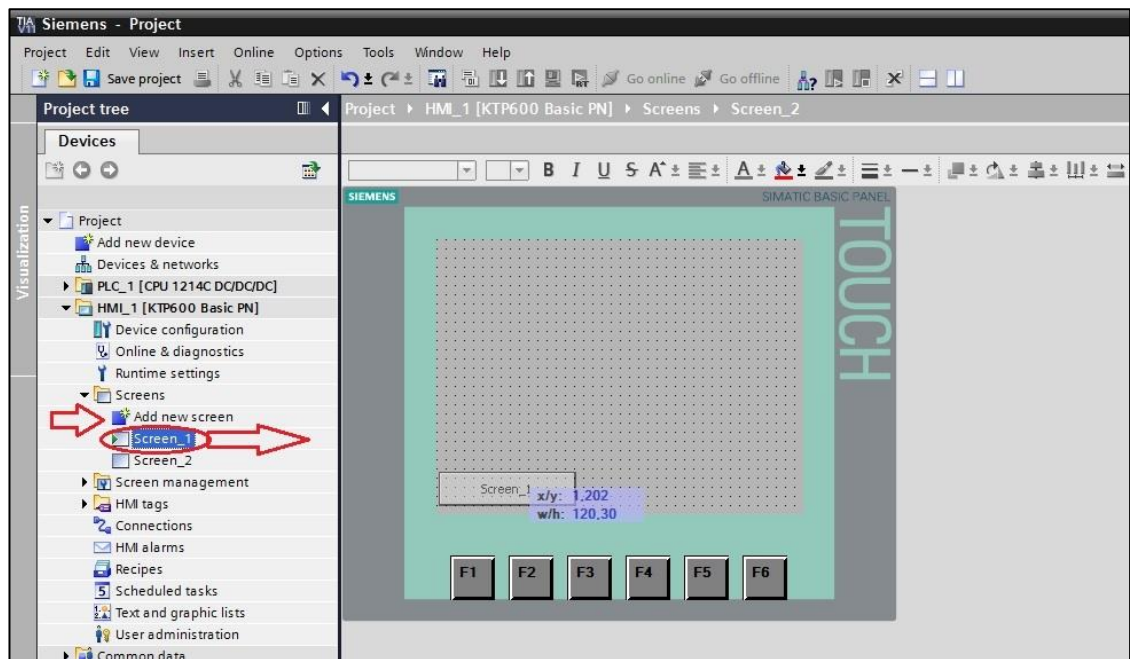 TIA V11 Siemens - Project
Project Edit View Insert Online Options Tools Window Help
Save project Go online Go offline
Project tree
Project HMI_1 [KTP600 Basic PN] Screens Screen_2
Devices
B I U S A A
SIEMENS SIMATIC BASIC PANEL
TOUCH
Visualization
Project
Add new device
Devices & networks
PLC_1 [CPU 1214C DC/DC/DC]
HMI_1 [KTP600 Basic PN]
Device configuration
Online & diagnostics
Runtime settings
Screens
Add new screen
Screen_1
Screen_2
Screen management
HMI tags
Connections
HMI alarms
Recipes
Scheduled tasks
Text and graphic lists
User administration
Common data
Screen_1
x/y: 1,202
w/h: 120,30
F1 F2 F3 F4 F5 F6